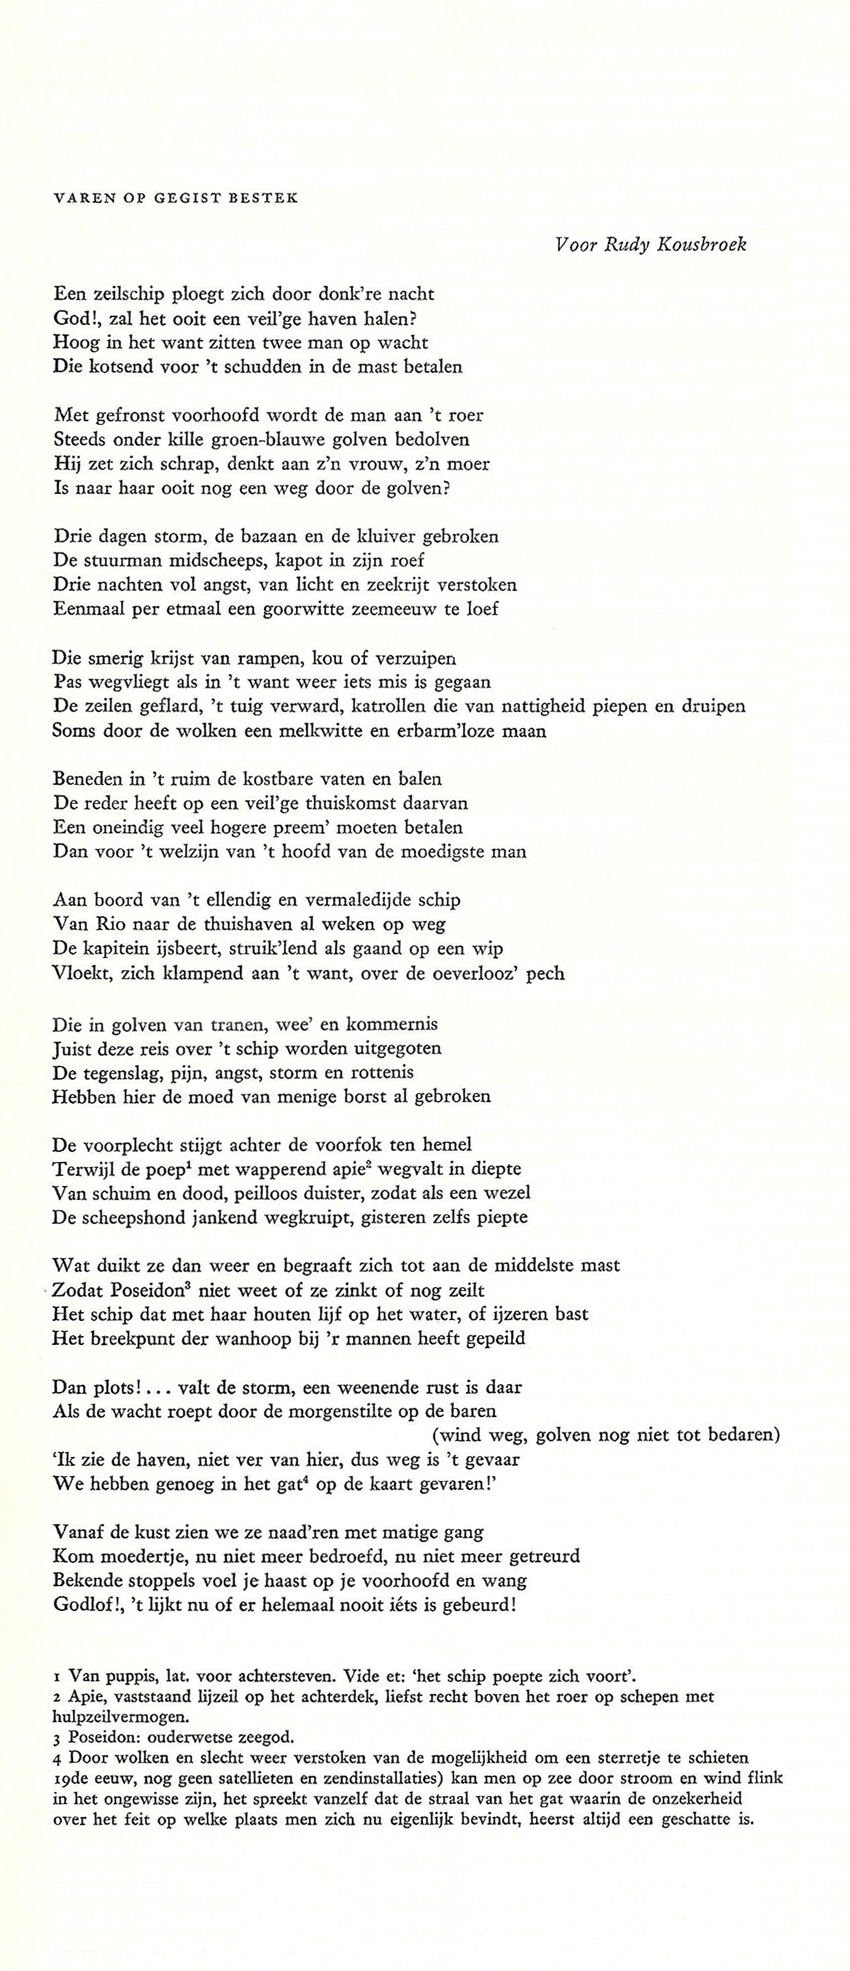 VAREN OP GEGIST BESTEK
Voor Rudy Kousbroek
Een zeilschip ploegt zich door donk're nacht
God!, zal het ooit een veil'ge haven halen?
Hoog in het want zitten twee man op wacht
Die kotsend voor 't schudden in de mast betalen
Met gefronst voorhoofd wordt de man aan 't roer
Steeds onder kille groen-blauwe golven bedolven
Hij zet zich schrap, denkt aan z'n vrouw, z'n moer
Is naar haar ooit nog een weg door de golven?
Drie dagen storm, de bazaan en de kluiver gebroken
De stuurman midscheeps, kapot in zijn roef
Drie nachten vol angst, van licht en zeekrijt verstoken
Eenmaal per etmaal een goorwitte zeemeeuw te loef
Die smerig krijst van rampen, kou of verzuipen
Pas wegvliegt als in 't want weer iets mis is gegaan
De zeilen geflard, 't tuig verward, katrollen die van nattigheid piepen en druipen
Soms door de wolken een melkwitte en erbarm'loze maan
Beneden in 't ruim de kostbare vaten en balen
De reder heeft op een veil'ge thuiskomst daarvan
Een oneindig veel hogere preem' moeten betalen
Dan voor 't welzijn van 't hoofd van de moedigste man
Aan boord van 't ellendig en vermaledijde schip
Van Rio naar de thuishaven al weken op weg
De kapitein ijsbeert, struik'lend als gaand op een wip
Vloekt, zich klampend aan 't want, over de oeverlooz' pech
Die in golven van tranen, wee' en kommernis
Juist deze reis over 't schip worden uitgegoten
De tegenslag, pijn, angst, storm en rottenis
Hebben hier de moed van menige borst al gebroken
De voorplecht stijgt achter de voorfok ten hemel
Terwijl de poep¹ met wapperend apie² wegvalt in diepte
Van schuim en dood, peilloos duister, zodat als een wezel
De scheepshond jankend wegkruipt, gisteren zelfs piepte
Wat duikt ze dan weer en begraaft zich tot aan de middelste mast
Zodat Poseidon³ niet weet of ze zinkt of nog zeilt
Het schip dat met haar houten lijf op het water, of ijzeren bast
Het breekpunt der wanhoop bij 'r mannen heeft gepeild
Dan plots!... valt de storm, een weenende rust is daar
Als de wacht roept door de morgenstilte op de baren
(wind weg, golven nog niet tot bedaren)
'Ik zie de haven, niet ver van hier, dus weg is 't gevaar
We hebben genoeg in het gat⁴ op de kaart gevaren!'
Vanaf de kust zien we ze naad'ren met matige gang
Kom moedertje, nu niet meer bedroefd, nu niet meer getreurd
Bekende stoppels voel je haast op je voorhoofd en wang
Godlof!, 't lijkt nu of er helemaal nooit iéts is gebeurd!
1 Van puppis, lat. voor achtersteven. Vide et: 'het schip poepte zich voort'.
2 Apie, vaststaand lijzeil op het achterdek, liefst recht boven het roer op schepen met
hulpzeilvermogen.
3 Poseidon: ouderwetse zeegod.
4 Door wolken en slecht weer verstoken van de mogelijkheid om een sterretje te schieten
19de eeuw, nog geen satellieten en zendinstallaties) kan men op zee door stroom en wind flink
in het ongewisse zijn, het spreekt vanzelf dat de straal van het gat waarin de onzekerheid
over het feit op welke plaats men zich nu eigenlijk bevindt, heerst altijd een geschatte is.